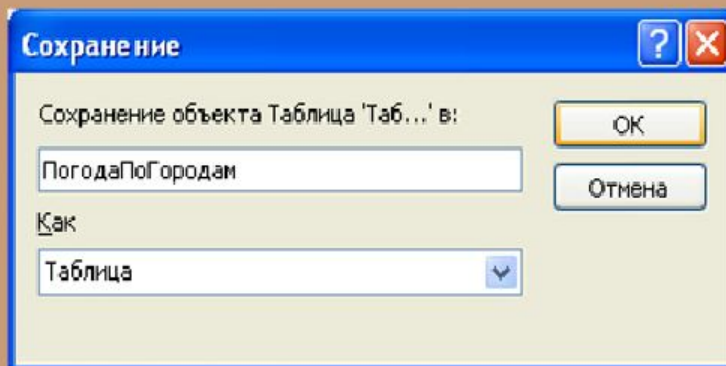 Сохранение
Сохранение объекта Таблица 'Таб...' в:
ПогодаПоГородам
Как
Таблица
ОК
Отмена